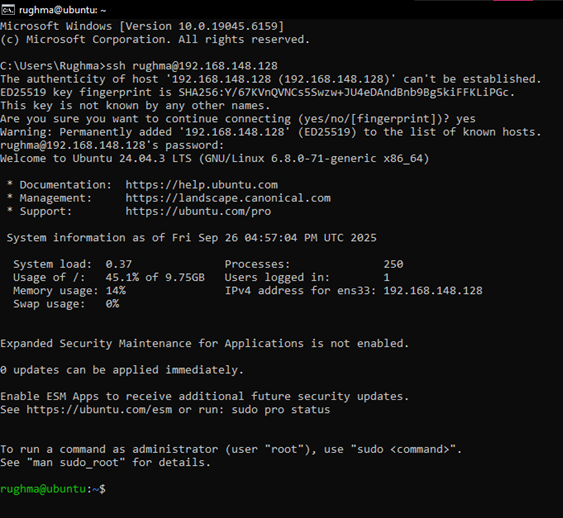 rughma@ubuntu: ~
Microsoft Windows [Version 10.0.19045.6159]
(c) Microsoft Corporation. All rights reserved.
C:\Users\Rughma>ssh rughma@192.168.148.128
The authenticity of host '192.168.148.128 (192.168.148.128)' can't be established.
ED25519 key fingerprint is SHA256:Y/67KVnQVNCsSSwzw+JU4eDAndBnb9Bg5kiFFKLiPGc.
This key is not known by any other names.
Are you sure you want to continue connecting (yes/no/[fingerprint])? yes
Warning: Permanently added '192.168.148.128' (ED25519) to the list of known hosts.
rughma@192.168.148.128's password:
Welcome to Ubuntu 24.04.3 LTS (GNU/Linux 6.8.0-71-generic x86_64)
* Documentation:  https://help.ubuntu.com
* Management:     https://landscape.canonical.com
* Support:        https://ubuntu.com/pro
System information as of Fri Sep 26 04:57:04 PM UTC 2025
System load:  0.37               Processes:              250
Usage of /:   45.1% of 9.75GB   Users logged in:        1
Memory usage: 14%                IPv4 address for ens33: 192.168.148.128
Swap usage:   0%
Expanded Security Maintenance for Applications is not enabled.
0 updates can be applied immediately.
Enable ESM Apps to receive additional future security updates.
See https://ubuntu.com/esm or run: sudo pro status
To run a command as administrator (user "root"), use "sudo <command>".
See "man sudo_root" for details.
rughma@ubuntu:~$